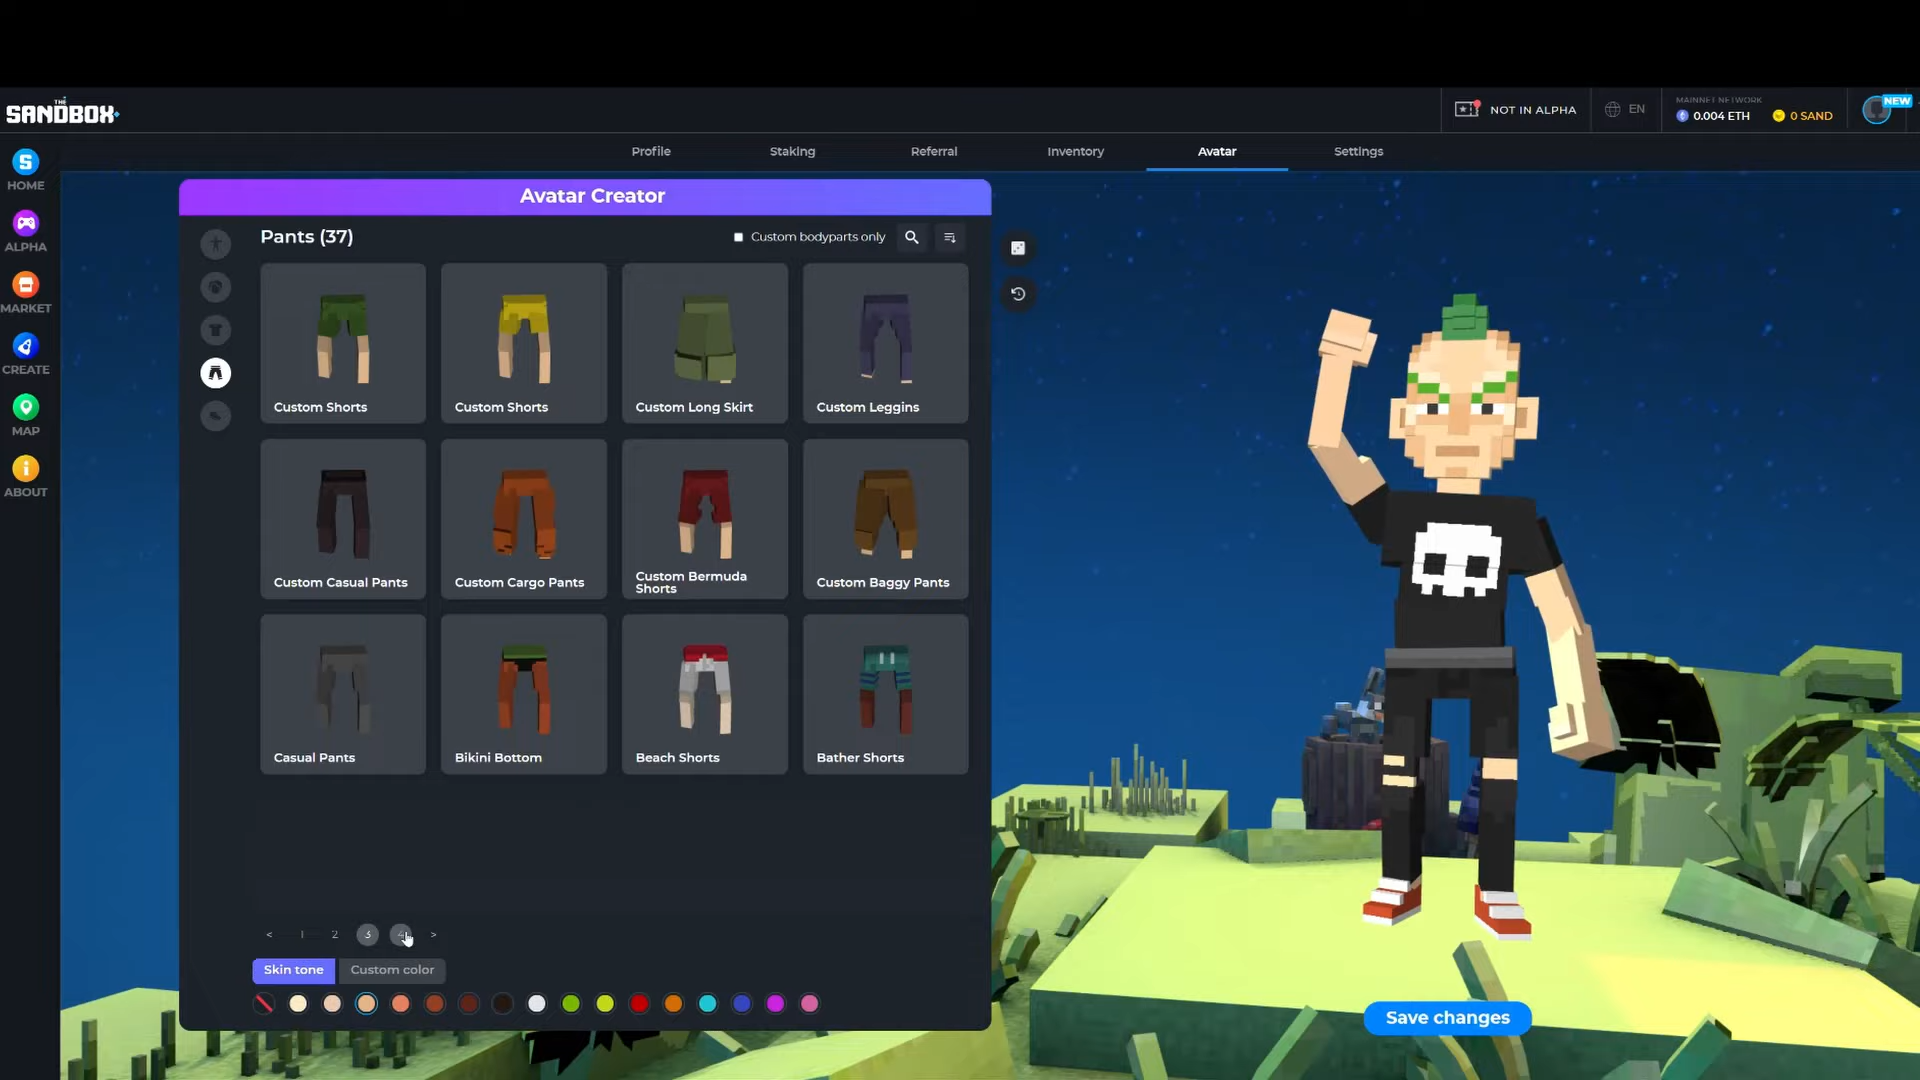 THE
SANDBOX
NOT IN ALPHA
EN
MAINNET NETWORK
0.004 ETH
0 SAND
NEW
Profile
Staking
Referral
Inventory
Avatar
Settings
S
HOME
ALPHA
MARKET
CREATE
MAP
ABOUT
Avatar Creator
Pants (37)
Custom bodyparts only
Custom Shorts
Custom Shorts
Custom Long Skirt
Custom Leggins
Custom Casual Pants
Custom Cargo Pants
Custom Bermuda
Shorts
Custom Baggy Pants
Casual Pants
Bikini Bottom
Beach Shorts
Bather Shorts
< 1 2 3 4 >
Skin tone
Custom color
Save changes